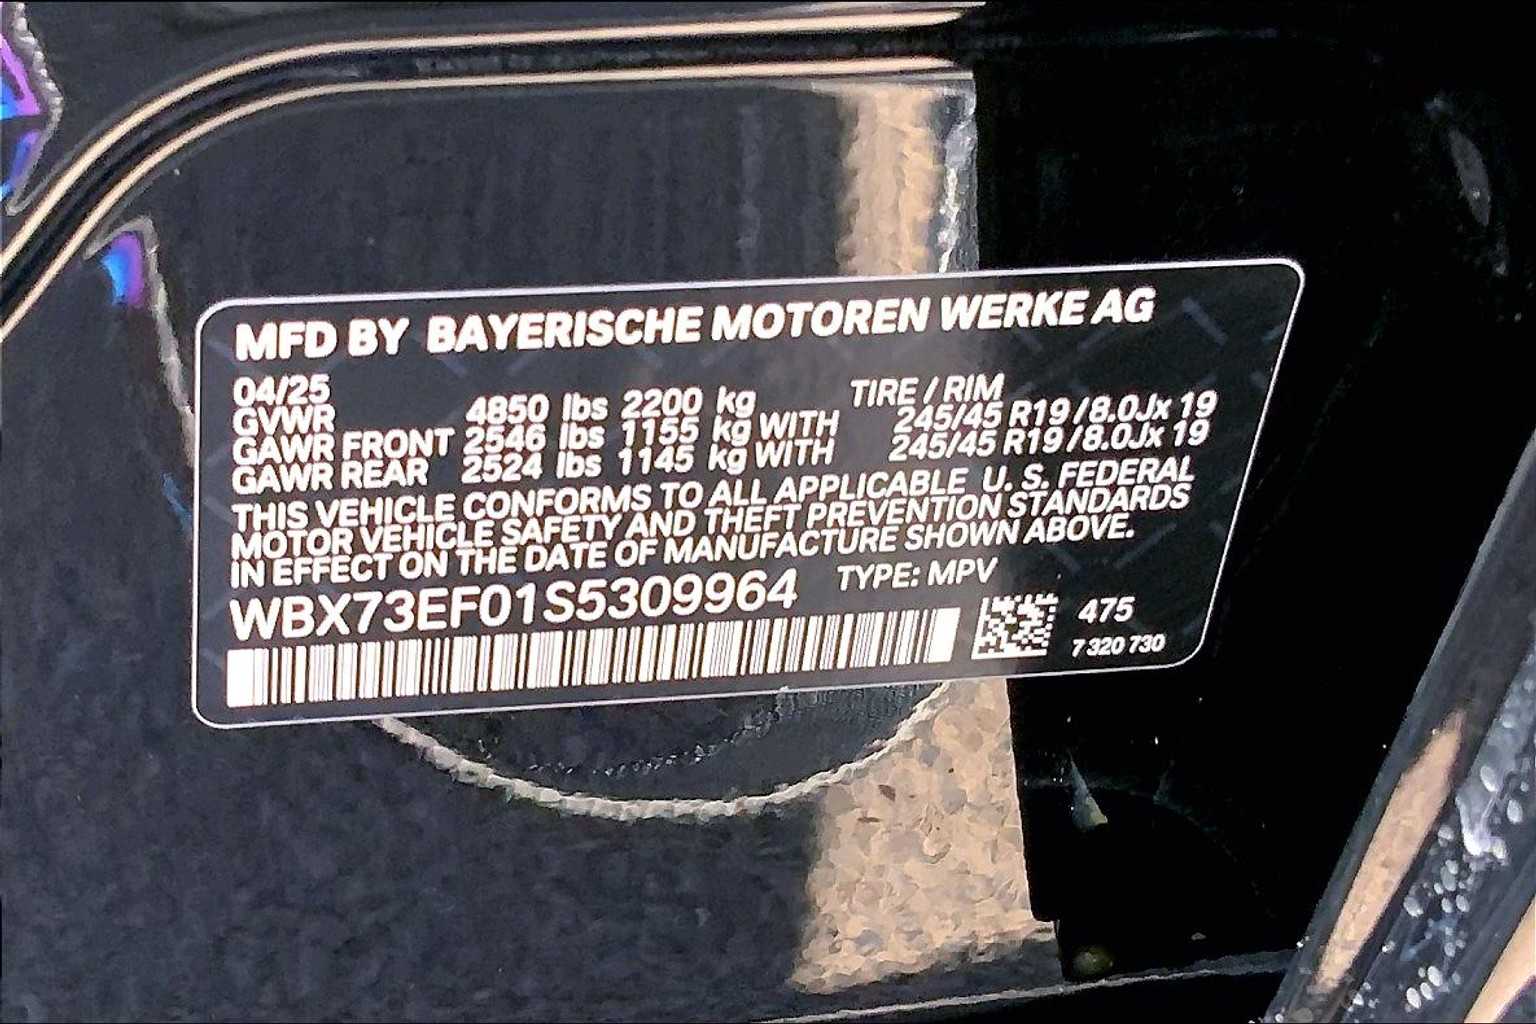 MFD BY BAYERISCHE MOTOREN WERKE AG
04/25 TIRE / RIM
GVWR 4850 lbs 2200 kg
GAWR FRONT 2546 lbs 1155 kg WITH 245/45 R19 /8.0Jx 19
GAWR REAR 2524 lbs 1145 kg WITH 245/45 R19 /8.0Jx 19
THIS VEHICLE CONFORMS TO ALL APPLICABLE U. S. FEDERAL
MOTOR VEHICLE SAFETY AND THEFT PREVENTION STANDARDS
IN EFFECT ON THE DATE OF MANUFACTURE SHOWN ABOVE.
WBX73EF01S5309964 TYPE: MPV
475
7 320 730